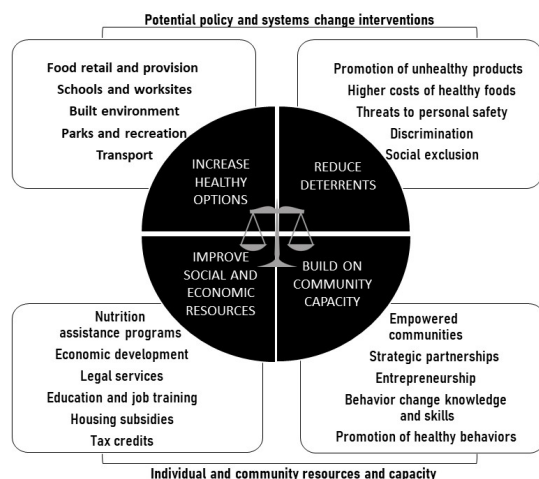 Potential policy and systems change interventions
Food retail and provision
Schools and worksites
Built environment
Parks and recreation
Transport
Promotion of unhealthy products
Higher costs of healthy foods
Threats to personal safety
Discrimination
Social exclusion
INCREASE
HEALTHY
OPTIONS
REDUCE
DETERRENTS
IMPROVE
SOCIAL AND
ECONOMIC
RESOURCES
BUILD ON
COMMUNITY
CAPACITY
Nutrition
assistance programs
Economic development
Legal services
Education and job training
Housing subsidies
Tax credits
Empowered
communities
Strategic partnerships
Entrepreneurship
Behavior change knowledge
and skills
Promotion of healthy behaviors
Individual and community resources and capacity